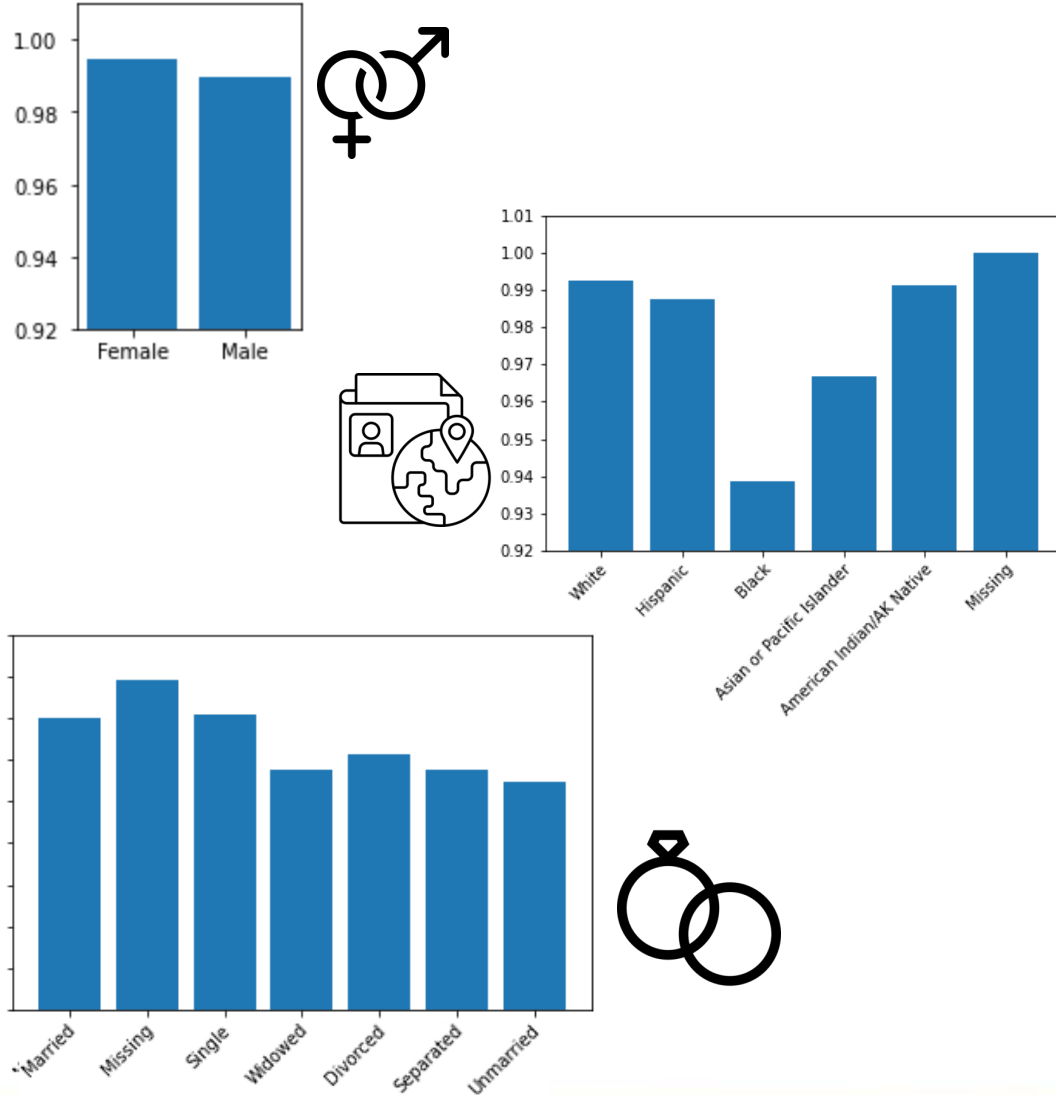 1.00
0.98
0.96
0.94
0.92
Female Male
1.01
1.00
0.99
0.98
0.97
0.96
0.95
0.94
0.93
0.92
White
Hispanic
Black
Asian or Pacific Islander
American Indian/AK Native
Missing
Married
Missing
Single
Widowed
Divorced
Separated
Unmarried